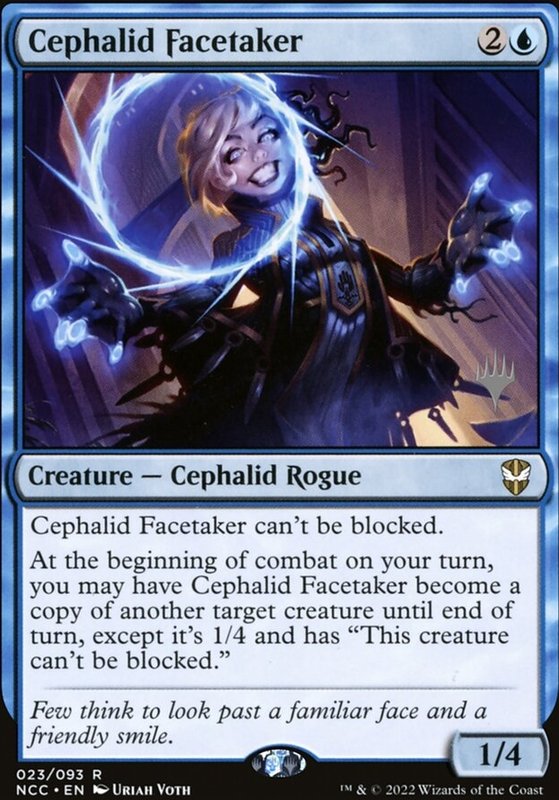 Cephalid Facetaker 2
Creature — Cephalid Rogue
Cephalid Facetaker can't be blocked.
At the beginning of combat on your turn,
you may have Cephalid Facetaker become a
copy of another target creature until end of
turn, except it's 1/4 and has “This creature
can't be blocked.”
Few think to look past a familiar face and a
friendly smile.
1/4
023/093 R
NCC • EN Uriah Voth
™ & © 2022 Wizards of the Coast